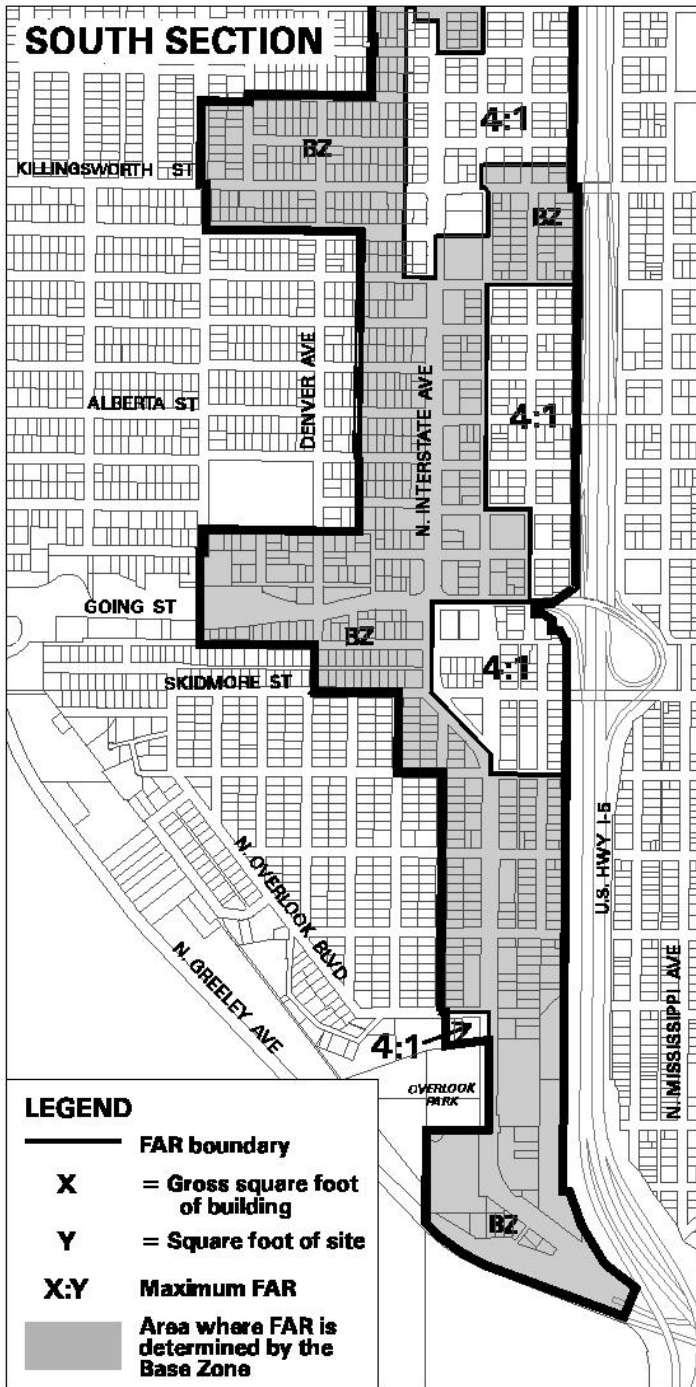 SOUTH SECTION
4:1
BZ
KILLINGSWORTH ST
BZ
DENVER AVE
N. INTERSTATE AVE
ALBERTA ST
4:1
GOING ST
BZ
4:1
SKIDMORE ST
U.S. HWY I-5
N. OVERLOOK BLVD
N. GREELEY AVE
N. MISSISSIPPI AVE
4:1
OVERLOOK
PARK
BZ
LEGEND
FAR boundary
X = Gross square foot
of building
Y = Square foot of site
X:Y Maximum FAR
Area where FAR is
determined by the
Base Zone